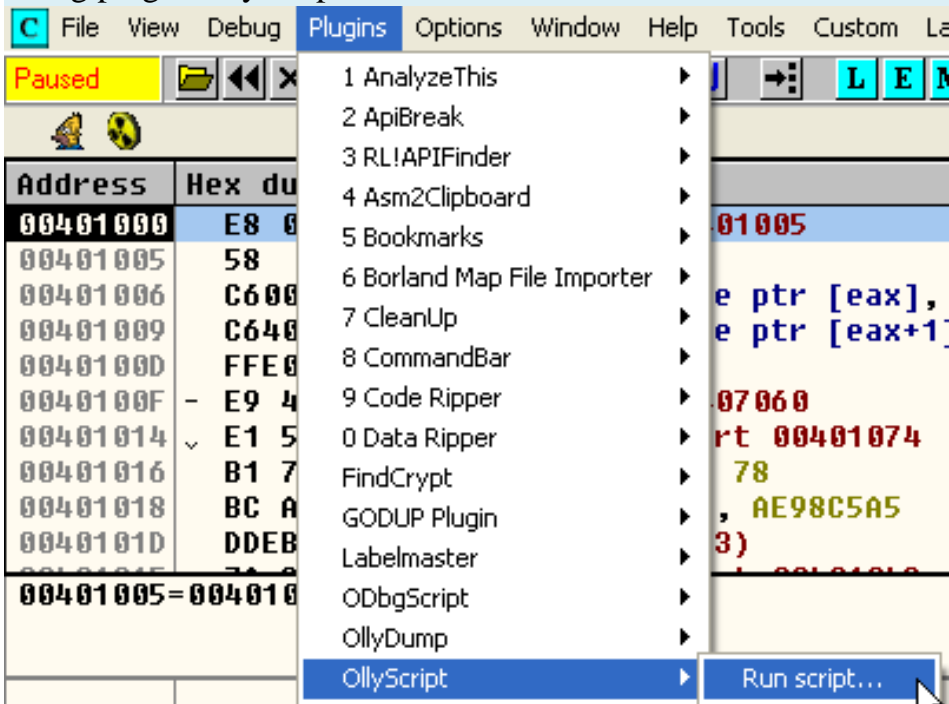 C File View Debug Plugins Options Window Help Tools Custom
Paused L E
1 AnalyzeThis
2 ApiBreak
3 RL!APIFinder
4 Asm2Clipboard
5 Bookmarks
6 Borland Map File Importer
7 CleanUp
8 CommandBar
9 Code Ripper
0 Data Ripper
FindCrypt
GODUP Plugin
Labelmaster
ODbgScript
OllyDump
OllyScript
Run script...
Address Hex du
00401000 E8 01005
00401005 58
00401006 C600 e ptr [eax],
00401009 C640 e ptr [eax+1]
0040100D FFE0
0040100F - E9 4 07060
00401014 E1 5 rt 00401074
00401016 B1 7 78
00401018 BC A , AE98C5A5
0040101D DDEB 3)
00401005=004010